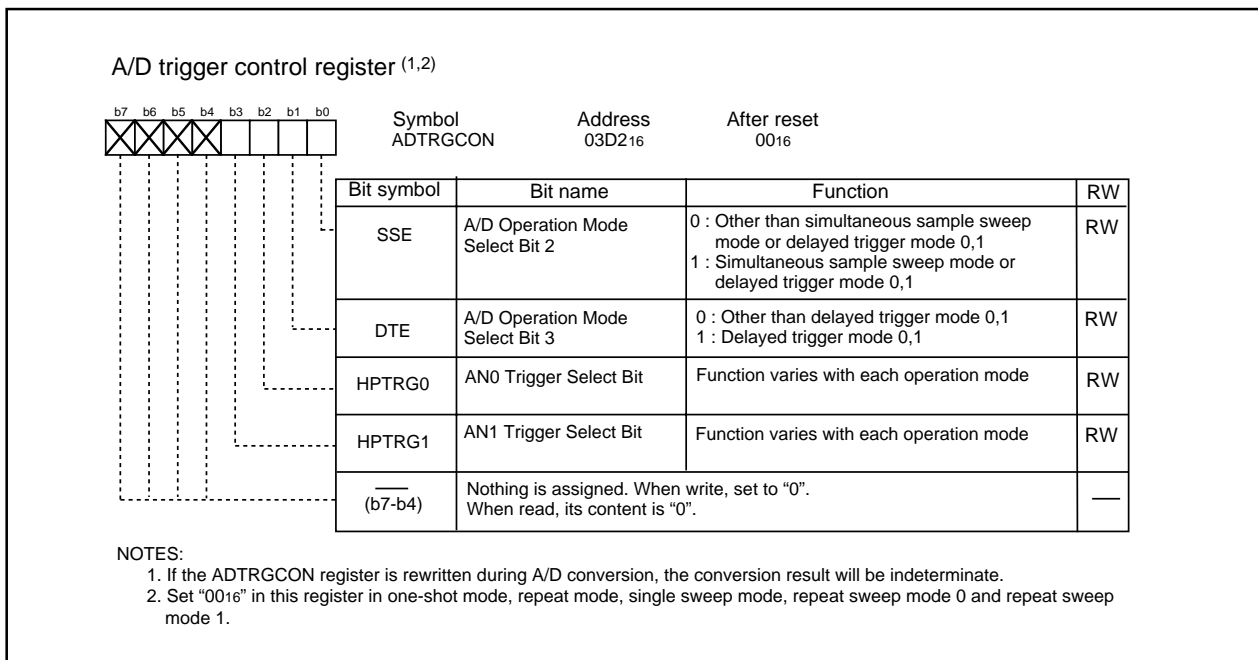 A/D trigger control register (1,2)
b7 b6 b5 b4 b3 b2 b1 b0
Symbol Address After reset
ADTRGCON 03D216 0016
Bit symbol Bit name Function RW
SSE A/D Operation Mode Select Bit 2 0 : Other than simultaneous sample sweep RW
mode or delayed trigger mode 0,1
1 : Simultaneous sample sweep mode or
delayed trigger mode 0,1
DTE A/D Operation Mode Select Bit 3 0 : Other than delayed trigger mode 0,1 RW
1 : Delayed trigger mode 0,1
HPTRG0 AN0 Trigger Select Bit Function varies with each operation mode RW
HPTRG1 AN1 Trigger Select Bit Function varies with each operation mode RW
(b7-b4) Nothing is assigned. When write, set to “0”. —
When read, its content is “0”.
NOTES:
1. If the ADTRGCON register is rewritten during A/D conversion, the conversion result will be indeterminate.
2. Set “0016” in this register in one-shot mode, repeat mode, single sweep mode, repeat sweep mode 0 and repeat sweep
mode 1.